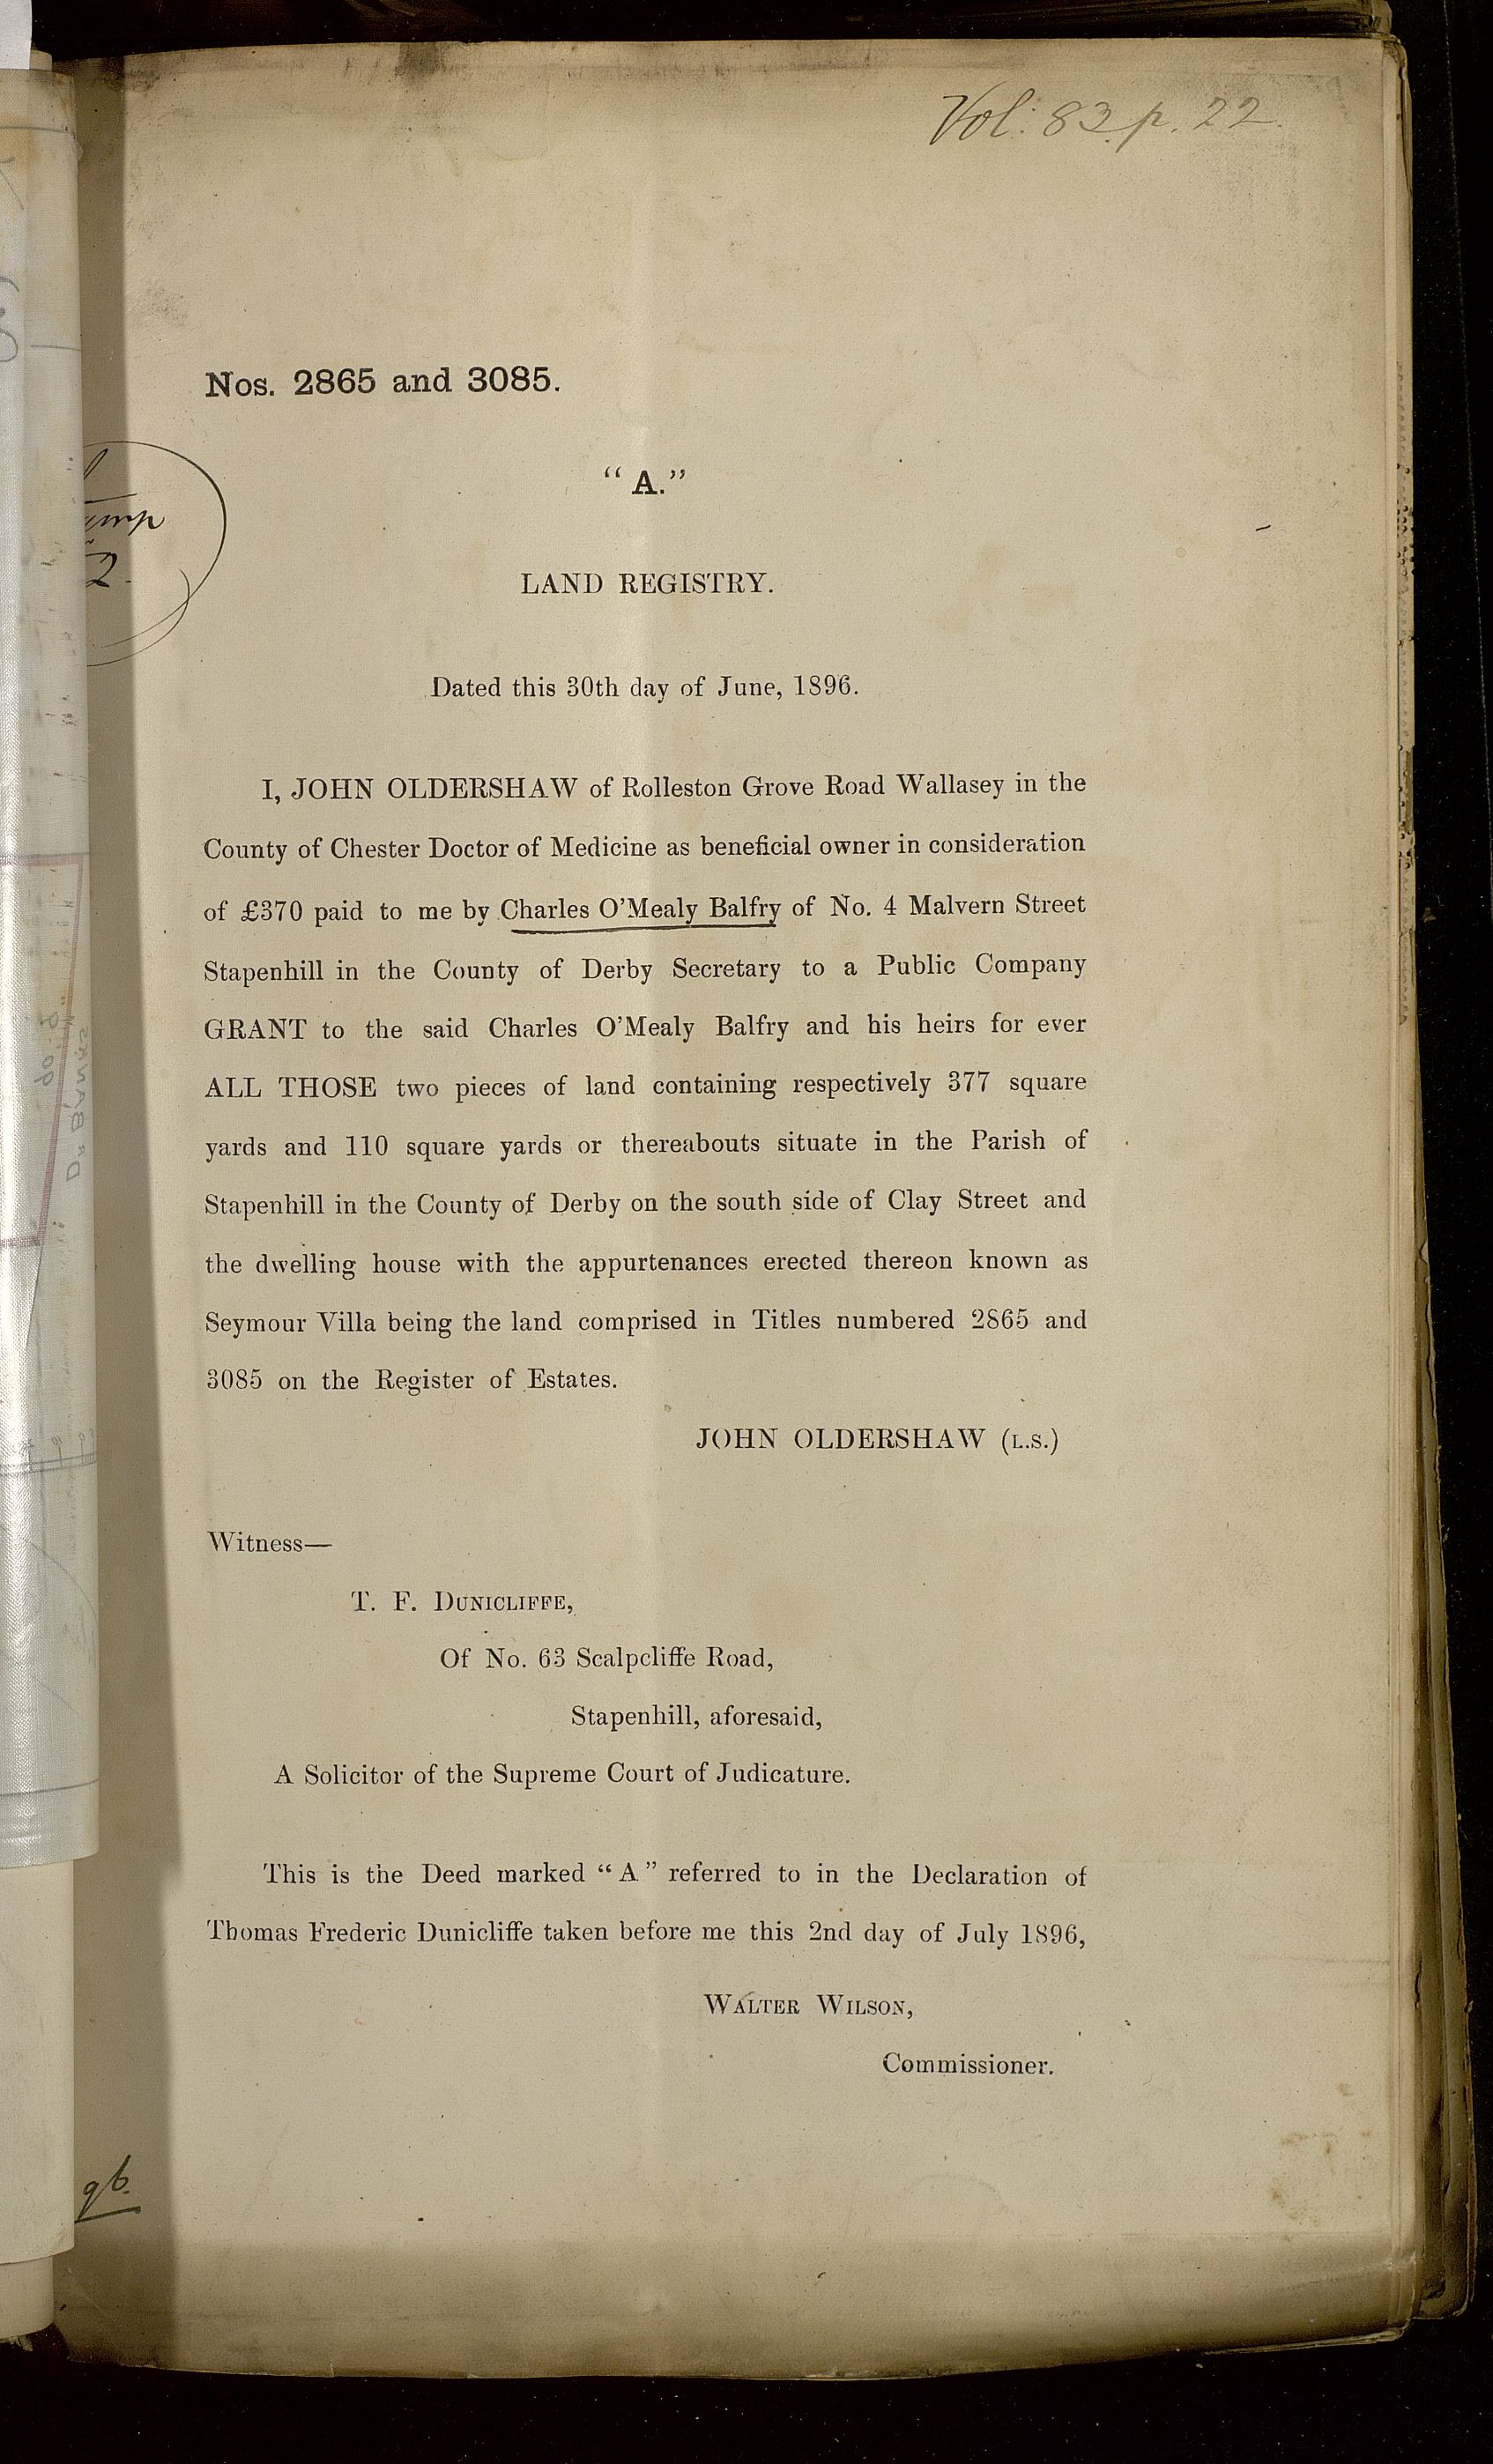 Vol: 83. p. 22.
Nos. 2865 and 3085.
“A.”
LAND REGISTRY.
Dated this 30th day of June, 1896.
I, JOHN OLDERSHAW of Rolleston Grove Road Wallasey in the
County of Chester Doctor of Medicine as beneficial owner in consideration
of £370 paid to me by Charles O’Mealy Balfry of No. 4 Malvern Street
Stapenhill in the County of Derby Secretary to a Public Company
GRANT to the said Charles O’Mealy Balfry and his heirs for ever
ALL THOSE two pieces of land containing respectively 377 square
yards and 110 square yards or thereabouts situate in the Parish of
Stapenhill in the County of Derby on the south side of Clay Street and
the dwelling house with the appurtenances erected thereon known as
Seymour Villa being the land comprised in Titles numbered 2865 and
3085 on the Register of Estates.
JOHN OLDERSHAW (L.S.)
Witness—
T. F. DUNICLIFFE,
Of No. 63 Scalpcliffe Road,
Stapenhill, aforesaid,
A Solicitor of the Supreme Court of Judicature.
This is the Deed marked “A” referred to in the Declaration of
Thomas Frederic Dunicliffe taken before me this 2nd day of July 1896,
WALTER WILSON,
Commissioner.